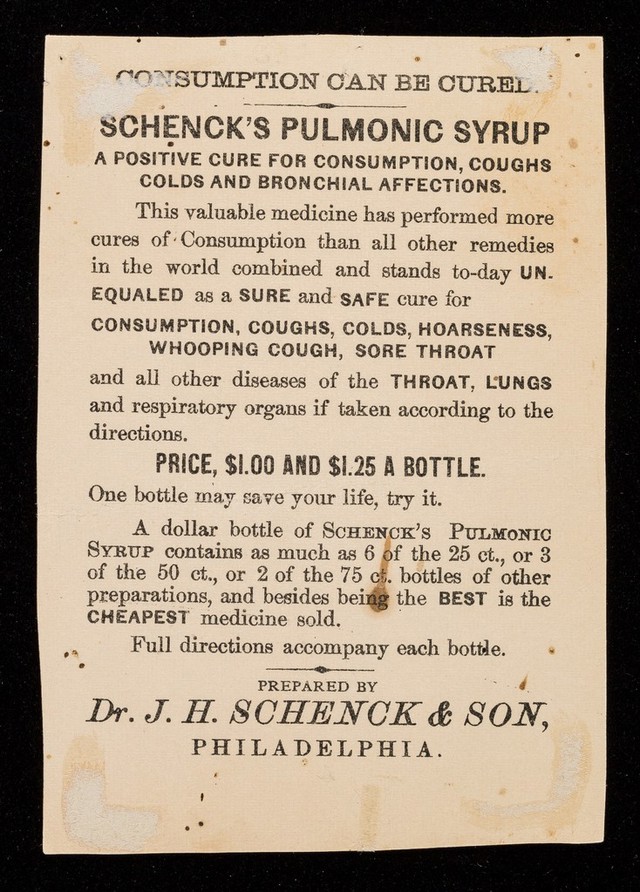 CONSUMPTION CAN BE CURED.
SCHENCK'S PULMONIC SYRUP
A POSITIVE CURE FOR CONSUMPTION, COUGHS
COLDS AND BRONCHIAL AFFECTIONS.
This valuable medicine has performed more
cures of Consumption than all other remedies
in the world combined and stands to-day UN-
EQUALED as a SURE and SAFE cure for
CONSUMPTION, COUGHS, COLDS, HOARSENESS,
WHOOPING COUGH, SORE THROAT
and all other diseases of the THROAT, LUNGS
and respiratory organs if taken according to the
directions.
PRICE, $1.00 AND $1.25 A BOTTLE.
One bottle may save your life, try it.
A dollar bottle of SCHENCK'S PULMONIC
SYRUP contains as much as 6 of the 25 ct., or 3
of the 50 ct., or 2 of the 75 ct. bottles of other
preparations, and besides being the BEST is the
CHEAPEST medicine sold.
Full directions accompany each bottle.
PREPARED BY
Dr. J. H. SCHENCK & SON,
PHILADELPHIA.